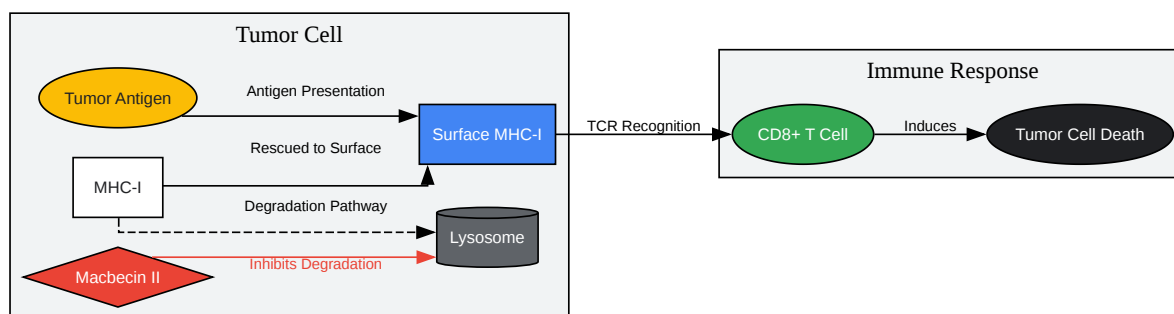 Tumor Cell
Immune Response
Tumor Antigen
Antigen Presentation
Surface MHC-I
TCR Recognition
CD8+ T Cell
Induces
Tumor Cell Death
Rescued to Surface
MHC-I
Degradation Pathway
Lysosome
Macbecin II
Inhibits Degradation